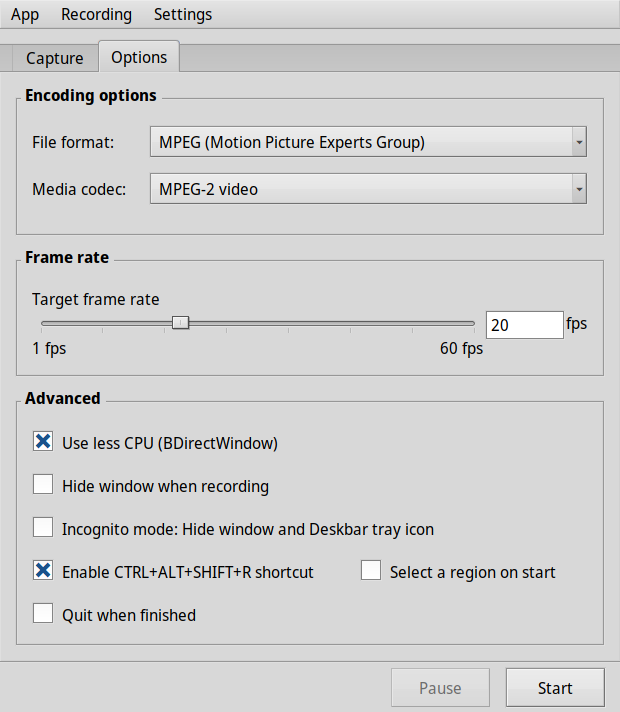 App Recording Settings
Capture Options
Encoding options
File format: MPEG (Motion Picture Experts Group)
Media codec: MPEG-2 video
Frame rate
Target frame rate
20 fps
1 fps 60 fps
Advanced
Use less CPU (BDirectWindow)
Hide window when recording
Incognito mode: Hide window and Deskbar tray icon
Enable CTRL+ALT+SHIFT+R shortcut Select a region on start
Quit when finished
Pause Start